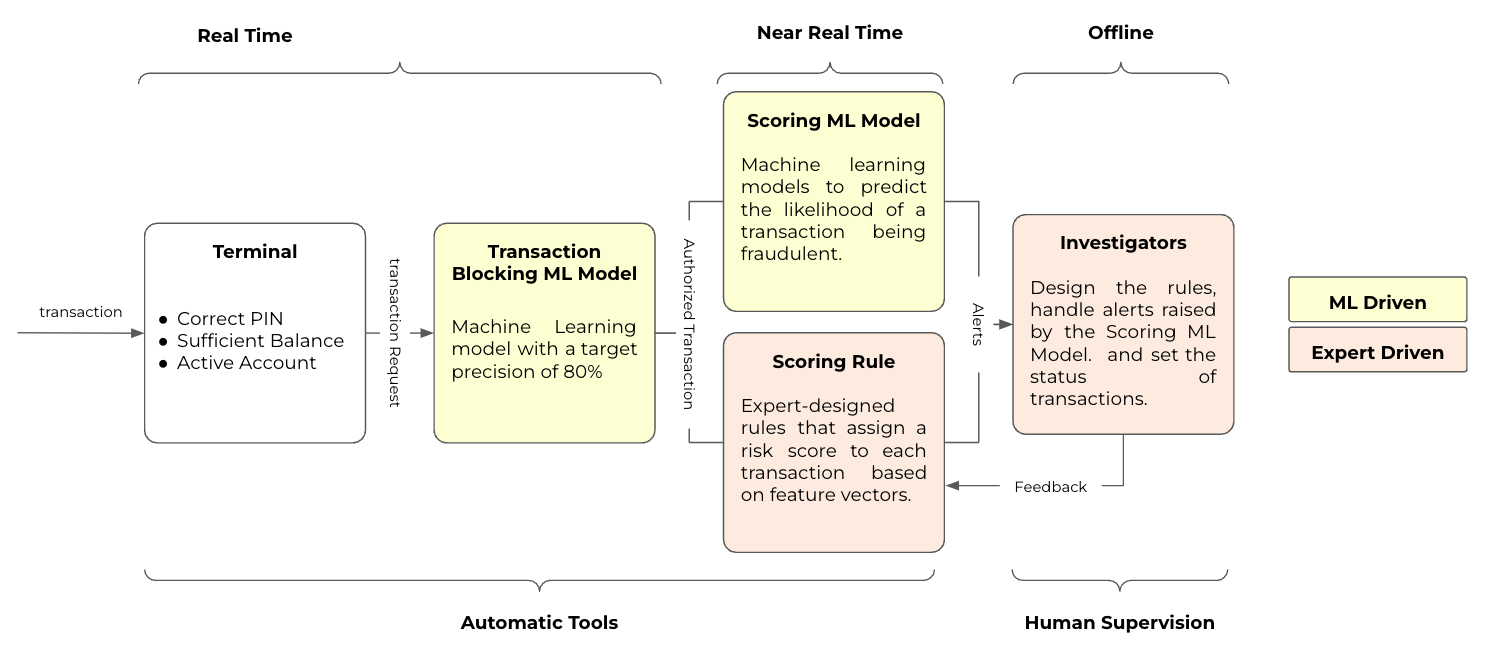 Real Time
Near Real Time
Offline
transaction
Terminal
● Correct PIN
● Sufficient Balance
● Active Account
transaction Request
Transaction
Blocking ML Model
Machine Learning
model with a target
precision of 80%
Authorized Transaction
Scoring ML Model
Machine learning
models to predict
the likelihood of a
transaction being
fraudulent.
Scoring Rule
Expert-designed
rules that assign a
risk score to each
transaction based
on feature vectors.
Alerts
Investigators
Design the rules,
handle alerts raised
by the Scoring ML
Model. and set the
status of
transactions.
Feedback
ML Driven
Expert Driven
Automatic Tools
Human Supervision